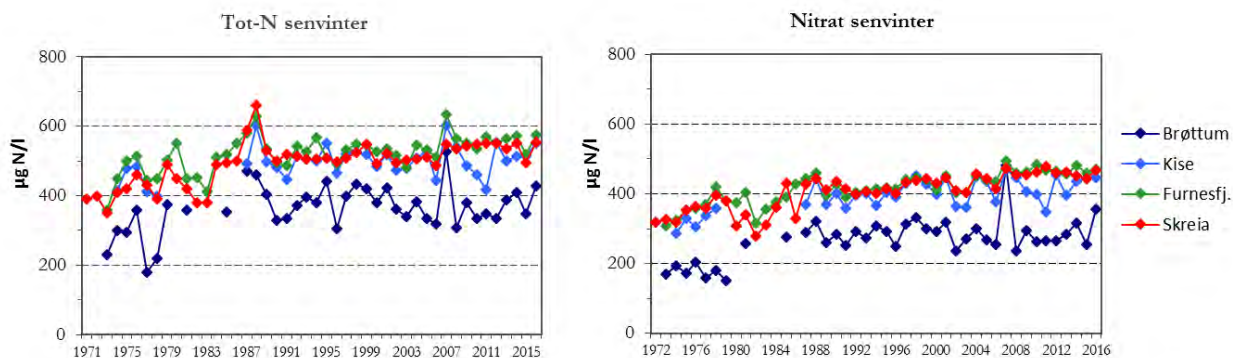 Tot-N senvinter
µg N/l
800
600
400
200
0
1971 1975 1979 1983 1987 1991 1995 1999 2003 2007 2011 2015
Nitrat senvinter
µg N/l
800
600
400
200
0
1972 1976 1980 1984 1988 1992 1996 2000 2004 2008 2012 2016
Brøttum
Kise
Furnesfj.
Skreia